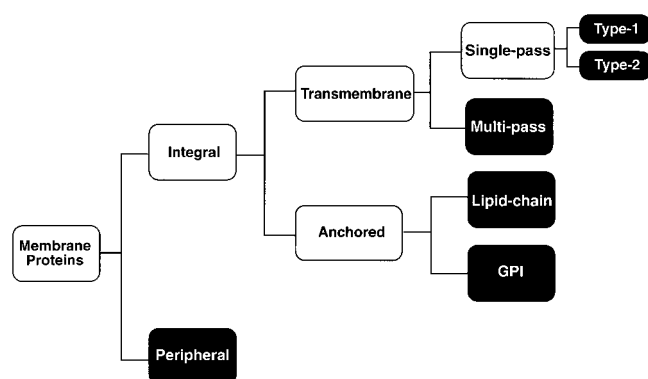 Type-1
Single-pass
Type-2
Transmembrane
Multi-pass
Integral
Lipid-chain
Anchored
Membrane
Proteins
GPI
Peripheral